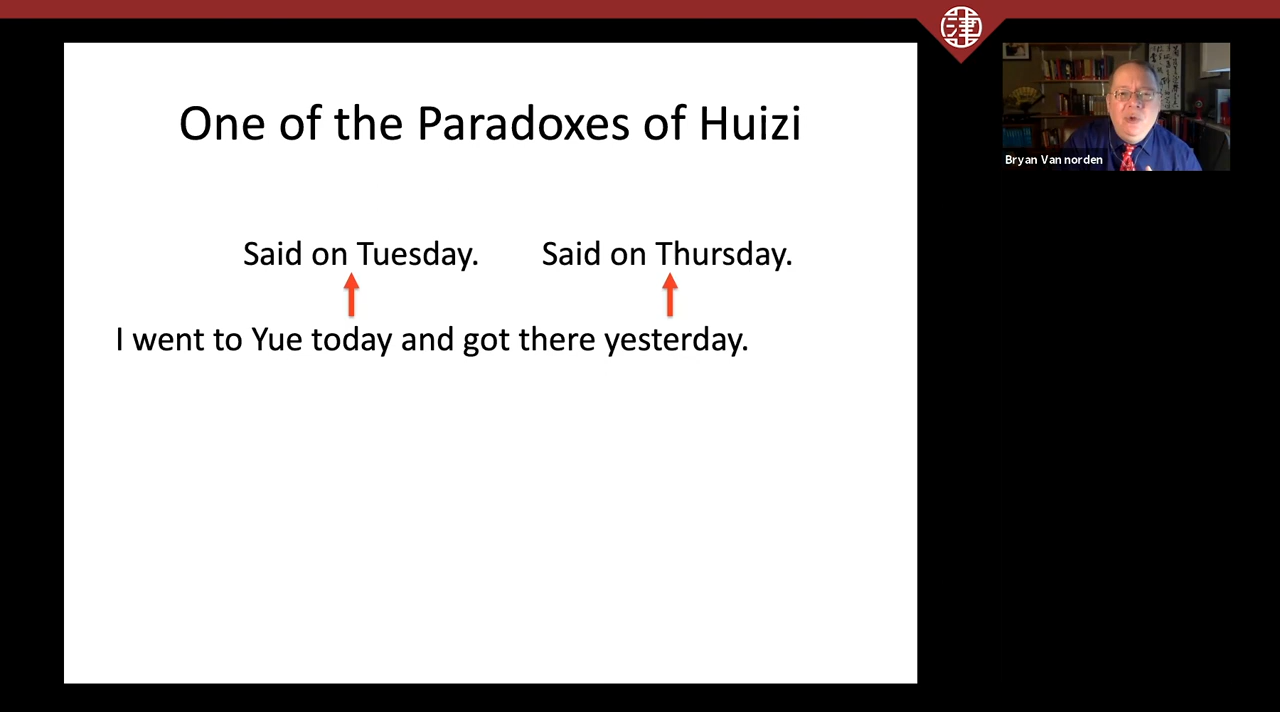 One of the Paradoxes of Huizi
Said on Tuesday. Said on Thursday.
I went to Yue today and got there yesterday.
Bryan Van norden